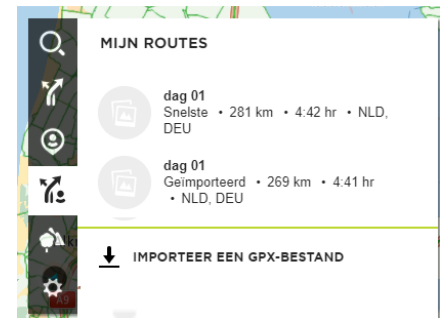 MIJN ROUTES
dag 01
Snelste • 281 km • 4:42 hr • NLD,
DEU
dag 01
Geïmporteerd • 269 km • 4:41 hr
• NLD, DEU
IMPORTEER EEN GPX-BESTAND
A9